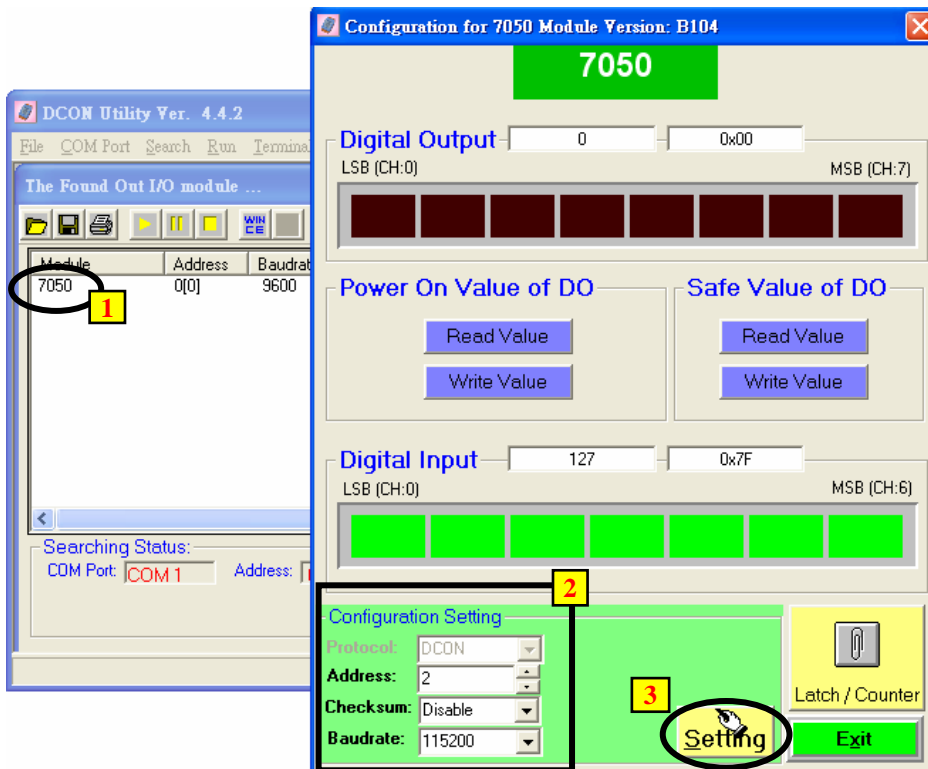 Configuration for 7050 Module Version: B104
7050
DCON Utility Ver. 4.4.2
File COM Port Search Run Terminal
The Found Out I/O module ...
WIN CE
Module Address Baudrat
7050 0[0] 9600
1
Searching Status:
COM Port: COM 1 Address:
Digital Output 0 0x00
LSB (CH:0) MSB (CH:7)
Power On Value of DO
Read Value
Write Value
Safe Value of DO
Read Value
Write Value
Digital Input 127 0x7F
LSB (CH:0) MSB (CH:6)
2
Configuration Setting
Protocol: DCON
Address: 2
Checksum: Disable
Baudrate: 115200
3
Setting
Latch / Counter
Exit